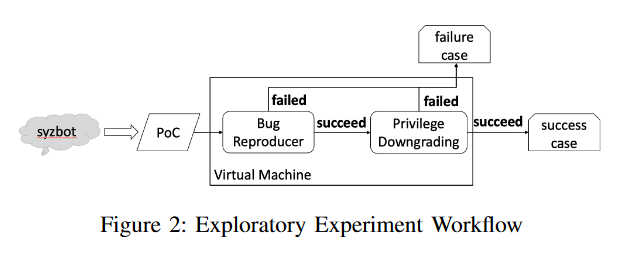 failure
case
failed
failed
syzbot
PoC
Bug
Reproducer
succeed
Privilege
Downgrading
succeed
success
case
Virtual Machine
Figure 2: Exploratory Experiment Workflow